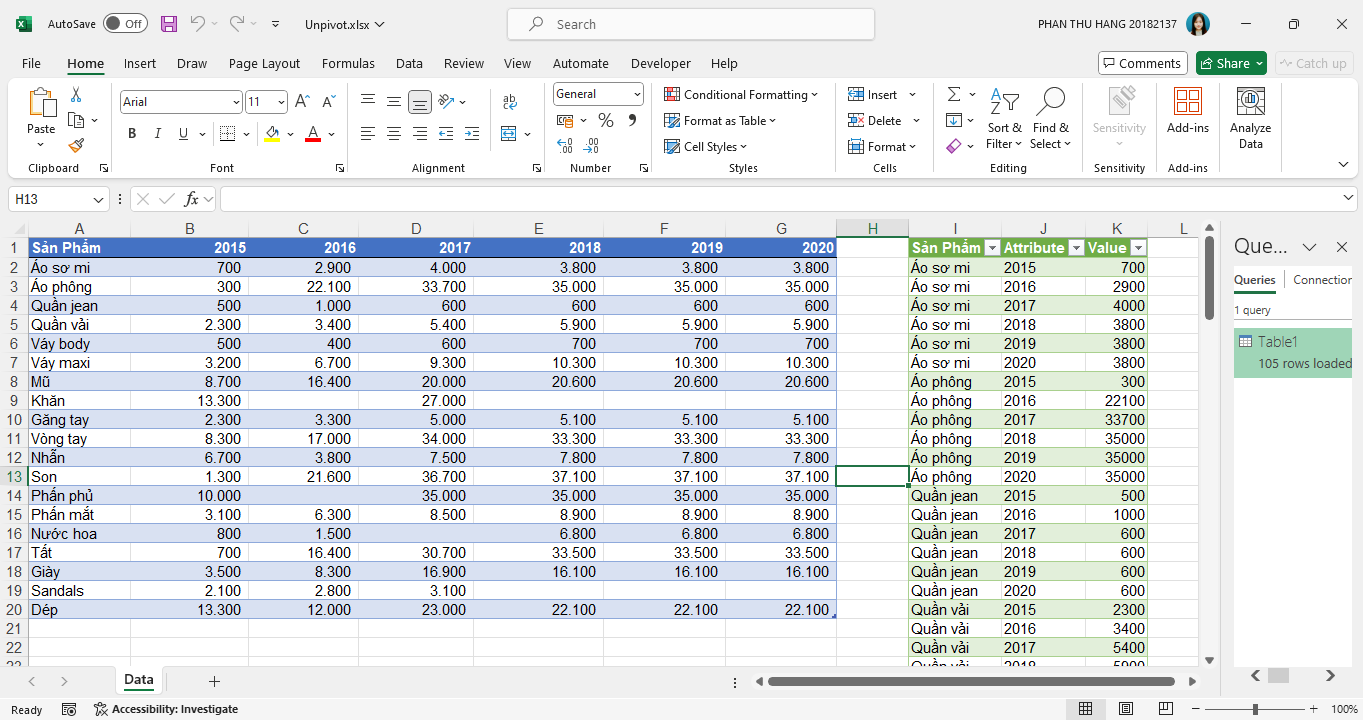 AutoSave Off Unpivot.xlsx Search PHAN THU HANG 20182137
File Home Insert Draw Page Layout Formulas Data Review View Automate Developer Help Comments Share Catch up
Paste
Clipboard
Arial 11
B I U A
Font
ab
Alignment
General
% 9
Number
Conditional Formatting
Format as Table
Cell Styles
Styles
Insert
Delete
Format
Cells
Sort & Filter
Find & Select
Editing
Sensitivity
Sensitivity
Add-ins
Add-ins
Analyze Data
H13 fx
A B C D E F G H I J K L
1 Sản Phẩm 2015 2016 2017 2018 2019 2020 Sản Phẩm Attribute Value
2 Áo sơ mi 700 2.900 4.000 3.800 3.800 3.800 Áo sơ mi 2015 700
3 Áo phông 300 22.100 33.700 35.000 35.000 35.000 Áo sơ mi 2016 2900
4 Quần jean 500 1.000 600 600 600 600 Áo sơ mi 2017 4000
5 Quần vải 2.300 3.400 5.400 5.900 5.900 5.900 Áo sơ mi 2018 3800
6 Váy body 500 400 600 700 700 700 Áo sơ mi 2019 3800
7 Váy maxi 3.200 6.700 9.300 10.300 10.300 10.300 Áo sơ mi 2020 3800
8 Mũ 8.700 16.400 20.000 20.600 20.600 20.600 Áo phông 2015 300
9 Khăn 13.300 27.000 Áo phông 2016 22100
10 Găng tay 2.300 3.300 5.000 5.100 5.100 5.100 Áo phông 2017 33700
11 Vòng tay 8.300 17.000 34.000 33.300 33.300 33.300 Áo phông 2018 35000
12 Nhẫn 6.700 3.800 7.500 7.800 7.800 7.800 Áo phông 2019 35000
13 Son 1.300 21.600 36.700 37.100 37.100 37.100 Áo phông 2020 35000
14 Phấn phủ 10.000 35.000 35.000 35.000 35.000 Quần jean 2015 500
15 Phấn mắt 3.100 6.300 8.500 8.900 8.900 8.900 Quần jean 2016 1000
16 Nước hoa 800 1.500 6.800 6.800 6.800 Quần jean 2017 600
17 Tất 700 16.400 30.700 33.500 33.500 33.500 Quần jean 2018 600
18 Giày 3.500 8.300 16.900 16.100 16.100 16.100 Quần jean 2019 600
19 Sandals 2.100 2.800 3.100 Quần jean 2020 600
20 Dép 13.300 12.000 23.000 22.100 22.100 22.100 Quần vải 2015 2300
21 Quần vải 2016 3400
22 Quần vải 2017 5400
23 Quần vải 2018 5900
Que...
Queries Connection
1 query
Table1
105 rows loaded
Data
Ready Accessibility: Investigate 100%